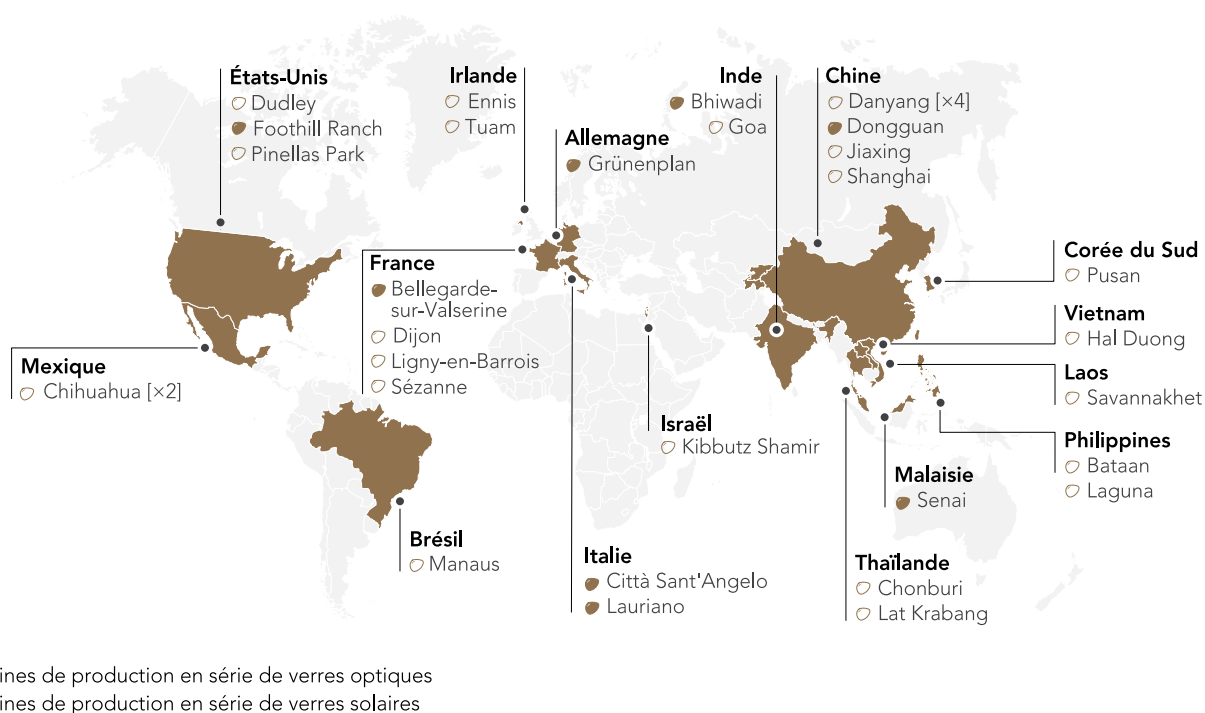 États-Unis
Dudley
Foothill Ranch
Pinellas Park
Irlande
Ennis
Tuam
Allemagne
Grünenplan
Inde
Bhiwadi
Goa
Chine
Danyang [×4]
Dongguan
Jiaxing
Shanghai
Corée du Sud
Pusan
Vietnam
Hal Duong
Laos
Savannakhet
Philippines
Bataan
Laguna
France
Bellegarde-
sur-Valserine
Dijon
Ligny-en-Barrois
Sézanne
Mexique
Chihuahua [×2]
Israël
Kibbutz Shamir
Malaisie
Senai
Brésil
Manaus
Italie
Città Sant'Angelo
Lauriano
Thaïlande
Chonburi
Lat Krabang
ines de production en série de verres optiques
ines de production en série de verres solaires